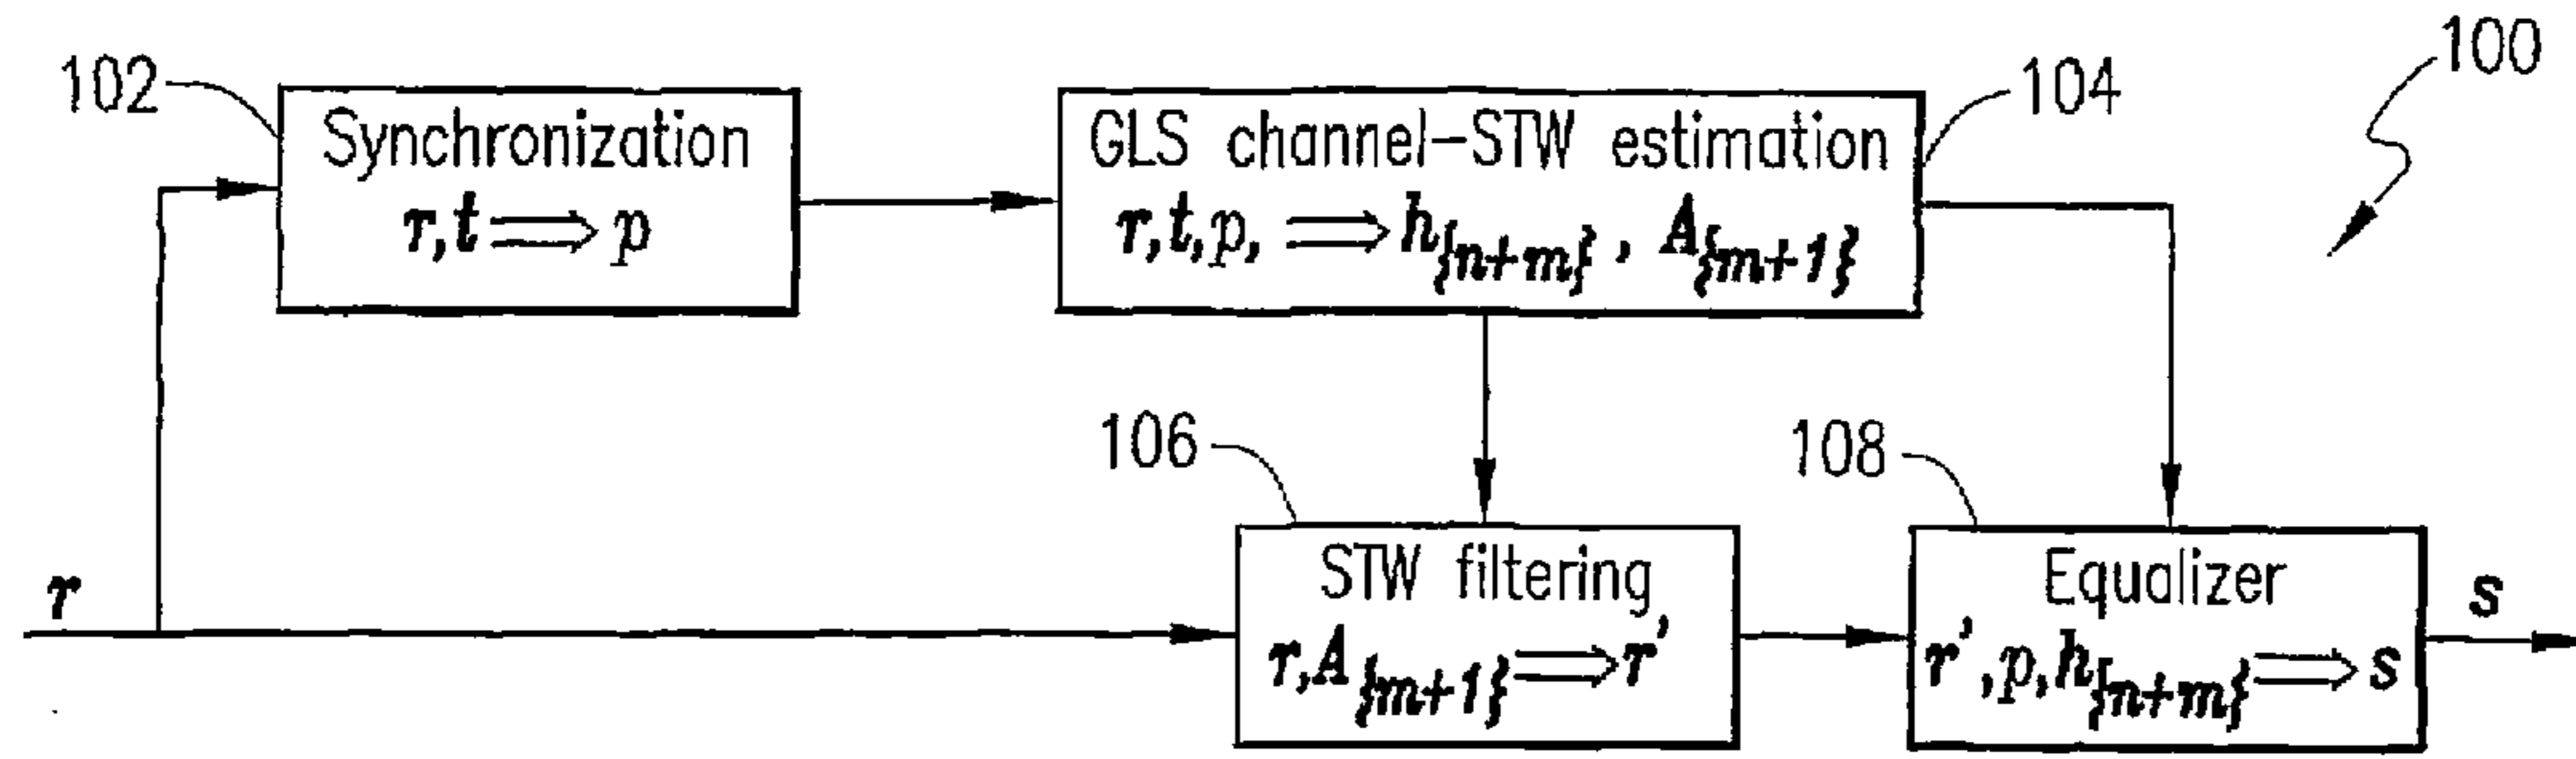 100
102
Synchronization
r,t ⟹ p
104
GLS channel-STW estimation
r,t,p, ⟹ h{n+m} , A{m+1}
106
STW filtering
r,A{m+1} ⟹ r'
108
Equalizer
r',p,h{n+m} ⟹ s
r
s